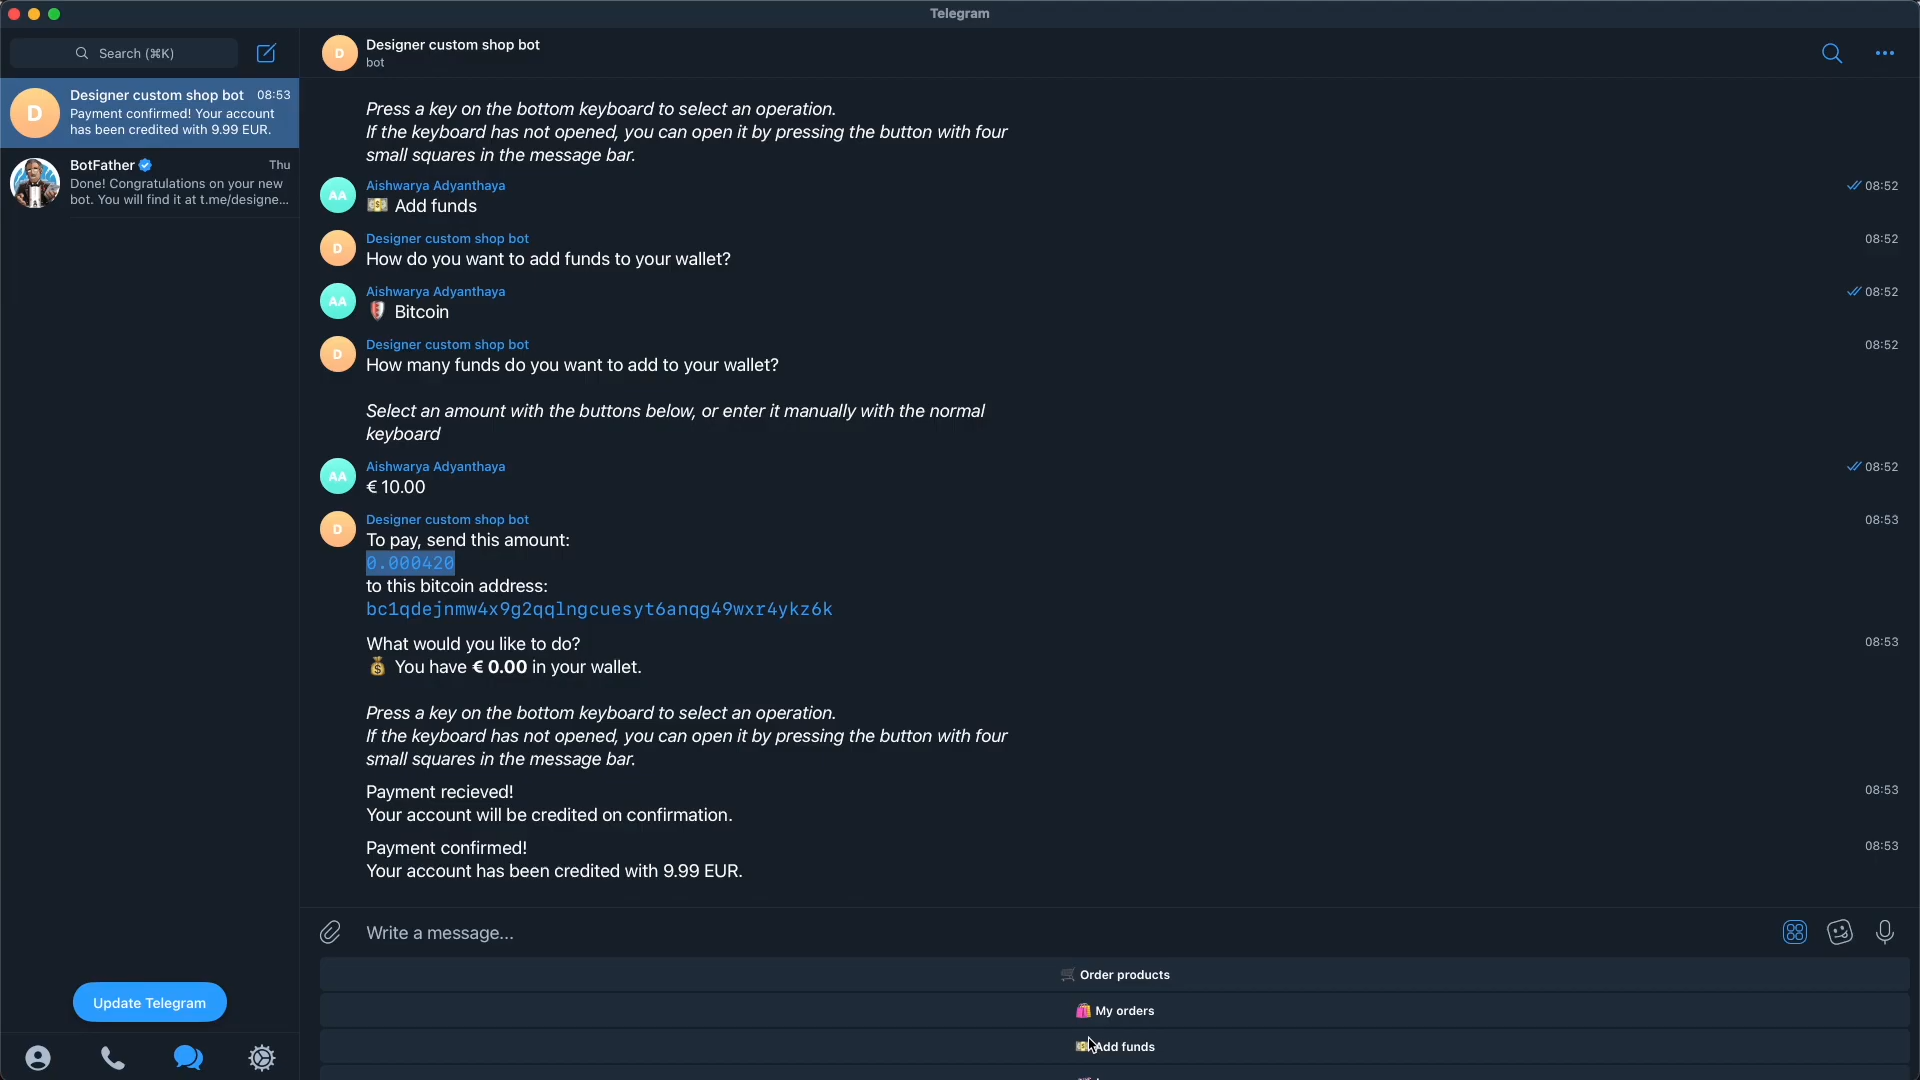 Telegram
Search (⌘K)
Designer custom shop bot 08:53
Payment confirmed! Your account
has been credited with 9.99 EUR.
BotFather Thu
Done! Congratulations on your new
bot. You will find it at t.me/designe...
Update Telegram
D
Designer custom shop bot
bot
Press a key on the bottom keyboard to select an operation.
If the keyboard has not opened, you can open it by pressing the button with four
small squares in the message bar.
AA
Aishwarya Adyanthaya 08:52
Add funds
D
Designer custom shop bot 08:52
How do you want to add funds to your wallet?
AA
Aishwarya Adyanthaya 08:52
Bitcoin
D
Designer custom shop bot 08:52
How many funds do you want to add to your wallet?
Select an amount with the buttons below, or enter it manually with the normal
keyboard
AA
Aishwarya Adyanthaya 08:52
€ 10.00
D
Designer custom shop bot 08:53
To pay, send this amount:
0.000420
to this bitcoin address:
bc1qdejnmw4x9g2qqlngcuesyt6anqg49wxr4ykz6k
What would you like to do? 08:53
You have € 0.00 in your wallet.
Press a key on the bottom keyboard to select an operation.
If the keyboard has not opened, you can open it by pressing the button with four
small squares in the message bar.
Payment recieved! 08:53
Your account will be credited on confirmation.
Payment confirmed! 08:53
Your account has been credited with 9.99 EUR.
Write a message...
Order products
My orders
Add funds